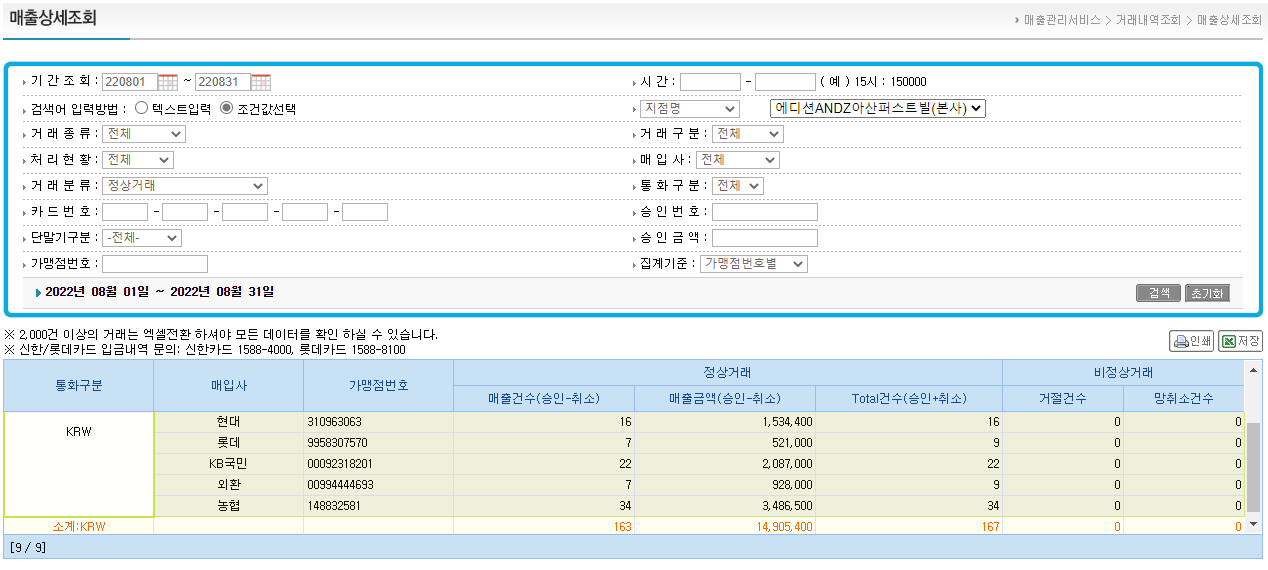 매출상세조회
매출관리서비스 > 거래내역조회 > 매출상세조회
기 간 조 회 : 220801 ~ 220831 시 간 : - ( 예 ) 15시 : 150000
검색어 입력방법 : 텍스트입력 조건값선택 지점명 에디션ANDZ아산퍼스트빌(본사)
거 래 종 류 : 전체 거 래 구 분 : 전체
처 리 현 황 : 전체 매 입 사 : 전체
거 래 분 류 : 정상거래 통 화 구 분 : 전체
카 드 번 호 : - - - - 승 인 번 호 :
단말기구분 : -전체- 승 인 금 액 :
가맹점번호 : 집계기준 : 가맹점번호별
2022년 08월 01일 ~ 2022년 08월 31일 검색 초기화
※ 2,000건 이상의 거래는 엑셀전환 하셔야 모든 데이터를 확인 하실 수 있습니다.
※ 신한/롯데카드 입금내역 문의: 신한카드 1588-4000, 롯데카드 1588-8100
인쇄 저장
통화구분 매입사 가맹점번호 정상거래 비정상거래
매출건수(승인-취소) 매출금액(승인-취소) Total건수(승인+취소) 거절건수 망취소건수
KRW 현대 310963063 16 1,534,400 16 0 0
롯데 9958307570 7 521,000 9 0 0
KB국민 00092318201 22 2,087,000 22 0 0
외환 00994444693 7 928,000 9 0 0
농협 148832581 34 3,486,500 34 0 0
소계:KRW 163 14,905,400 167 0 0
[9 / 9]